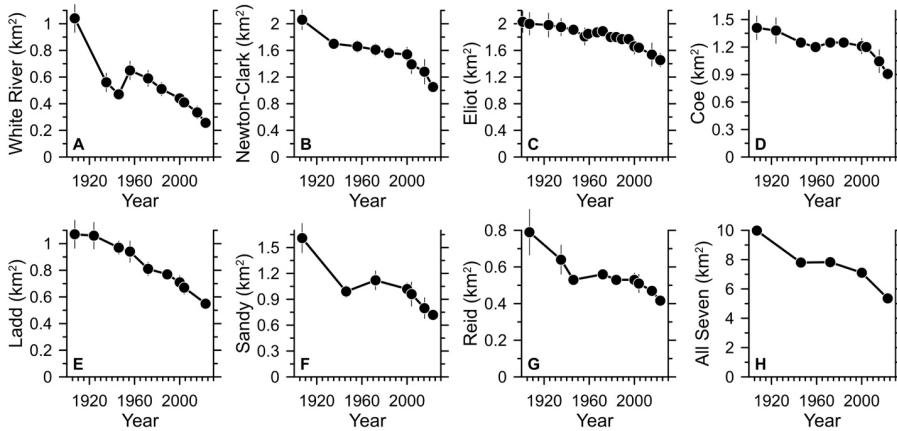 White River (km²)
1
0.8
0.6
0.4
0.2
0
A
1920 1960 2000
Year
Newton-Clark (km²)
2
1.6
1.2
0.8
0.4
0
B
1920 1960 2000
Year
Eliot (km²)
2
1.6
1.2
0.8
0.4
0
C
1920 1960 2000
Year
Coe (km²)
1.5
1.2
0.9
0.6
0.3
0
D
1920 1960 2000
Year
Ladd (km²)
1
0.8
0.6
0.4
0.2
0
E
1920 1960 2000
Year
Sandy (km²)
1.5
1.2
0.9
0.6
0.3
0
F
1920 1960 2000
Year
Reid (km²)
0.8
0.6
0.4
0.2
0
G
1920 1960 2000
Year
All Seven (km²)
10
8
6
4
2
0
H
1920 1960 2000
Year